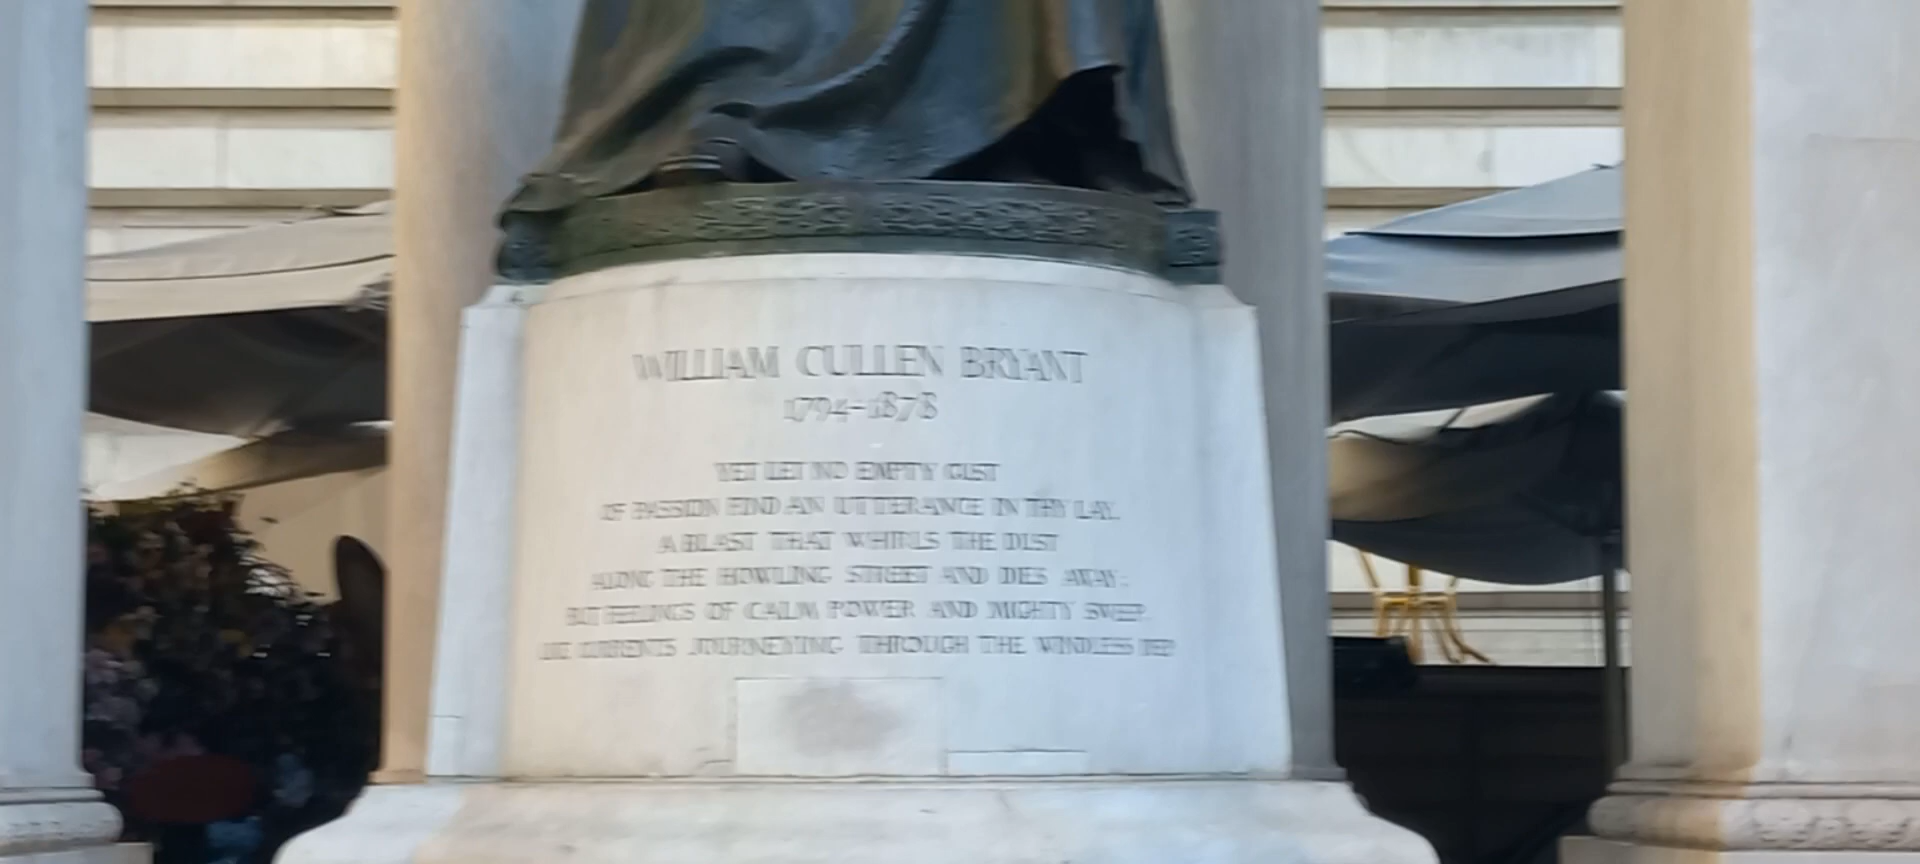 WILLIAM CULLEN BRYANT
1794-1878
YET LET NO EMPTY GUST
OF PASSION FIND AN UTTERANCE IN THY LAY,
A BLAST THAT WHIRLS THE DUST
ALONG THE HOWLING STREET AND DIES AWAY;
BUT FEELINGS OF CALM POWER AND MIGHTY SWEEP,
LIKE CURRENTS JOURNEYING THROUGH THE WINDLESS DEEP